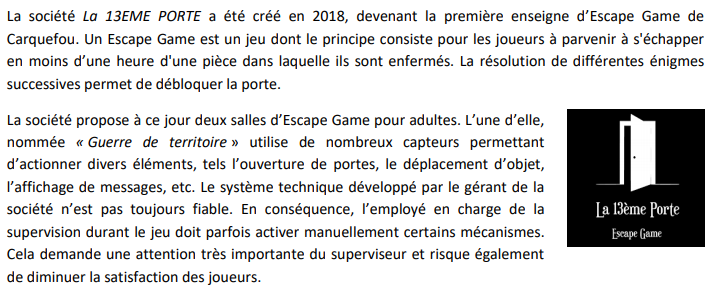 La société La 13EME PORTE a été créé en 2018, devenant la première enseigne d’Escape Game de
Carquefou. Un Escape Game est un jeu dont le principe consiste pour les joueurs à parvenir à s'échapper
en moins d’une heure d'une pièce dans laquelle ils sont enfermés. La résolution de différentes énigmes
successives permet de débloquer la porte.
La société propose à ce jour deux salles d’Escape Game pour adultes. L’une d’elle,
nommée « Guerre de territoire » utilise de nombreux capteurs permettant
d’actionner divers éléments, tels l’ouverture de portes, le déplacement d’objet,
l’affichage de messages, etc. Le système technique développé par le gérant de la
société n’est pas toujours fiable. En conséquence, l’employé en charge de la
supervision durant le jeu doit parfois activer manuellement certains mécanismes.
Cela demande une attention très importante du superviseur et risque également
de diminuer la satisfaction des joueurs.
La 13ème Porte
Escape Game